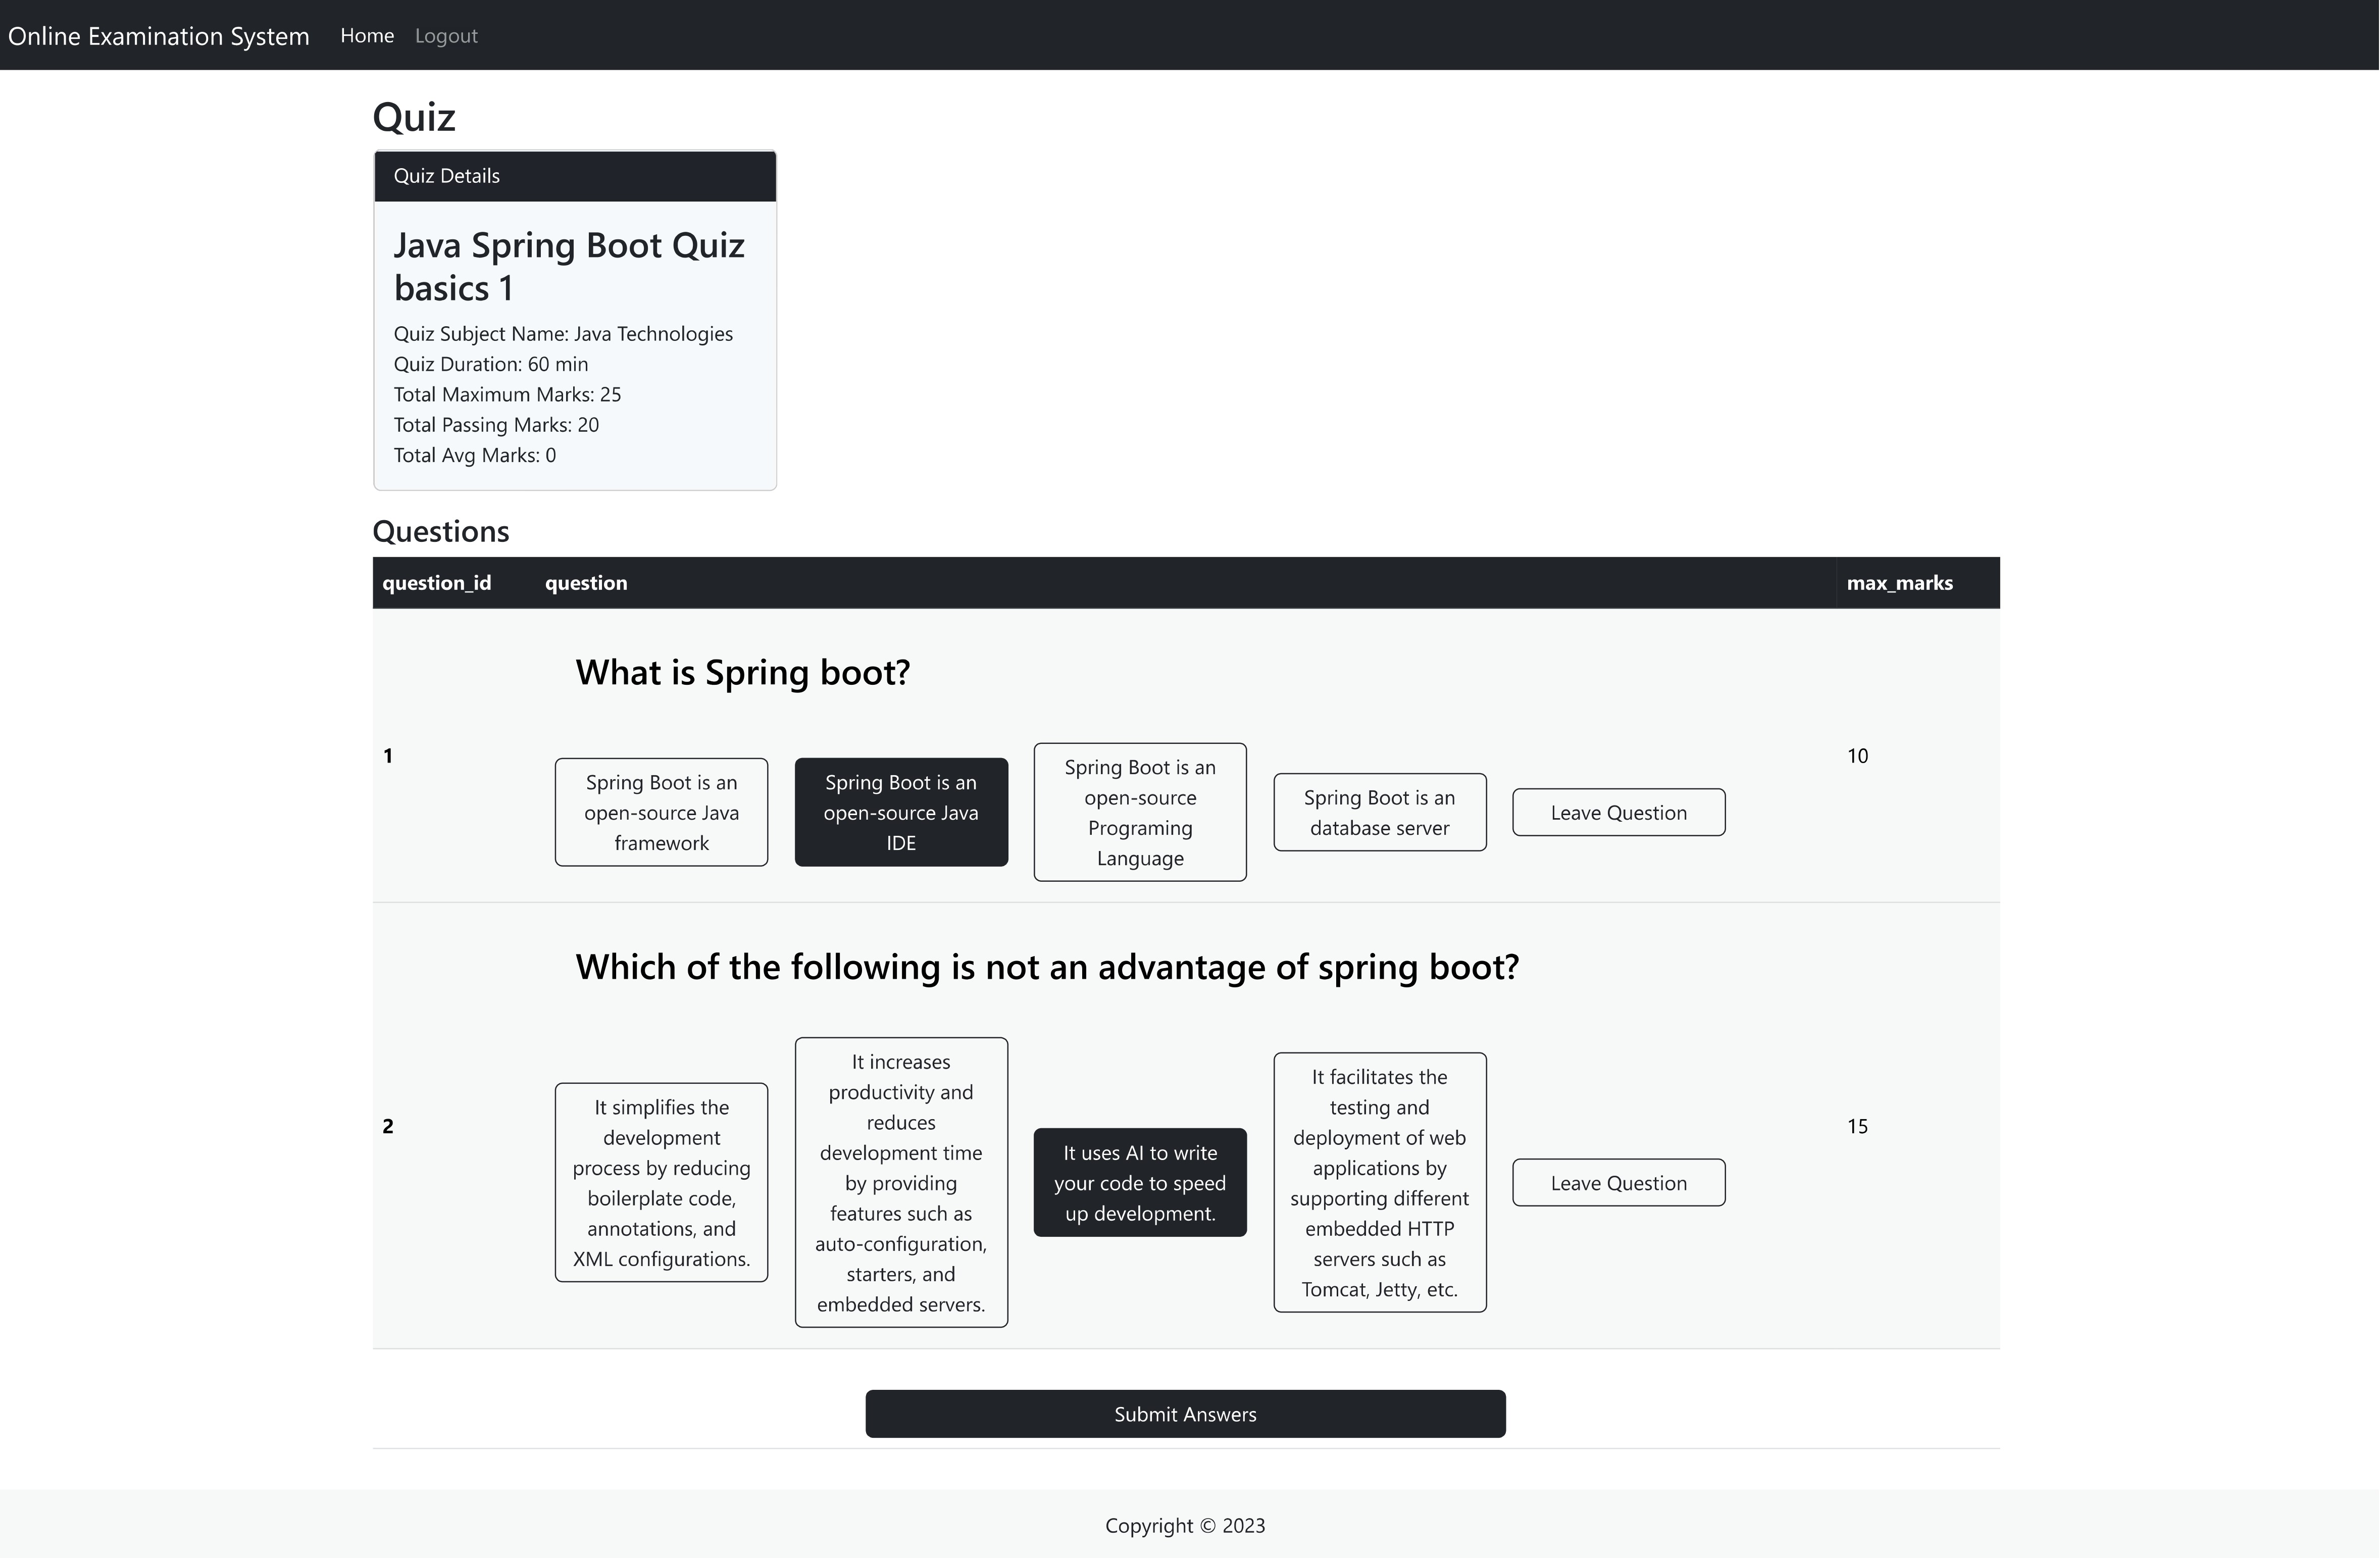 Online Examination System Home Logout
Quiz
Quiz Details
Java Spring Boot Quiz
basics 1
Quiz Subject Name: Java Technologies
Quiz Duration: 60 min
Total Maximum Marks: 25
Total Passing Marks: 20
Total Avg Marks: 0
Questions
question_id question max_marks
1
What is Spring boot?
Spring Boot is an
open-source Java
framework
Spring Boot is an
open-source Java
IDE
Spring Boot is an
open-source
Programing
Language
Spring Boot is an
database server
Leave Question
10
2
Which of the following is not an advantage of spring boot?
It simplifies the
development
process by reducing
boilerplate code,
annotations, and
XML configurations.
It increases
productivity and
reduces
development time
by providing
features such as
auto-configuration,
starters, and
embedded servers.
It uses AI to write
your code to speed
up development.
It facilitates the
testing and
deployment of web
applications by
supporting different
embedded HTTP
servers such as
Tomcat, Jetty, etc.
Leave Question
15
Submit Answers
Copyright © 2023